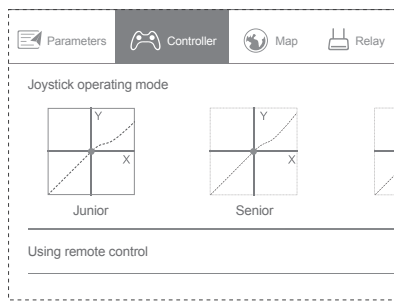 Parameters Controller Map Relay
Joystick operating mode
Y Y
X X
Junior Senior
Using remote control